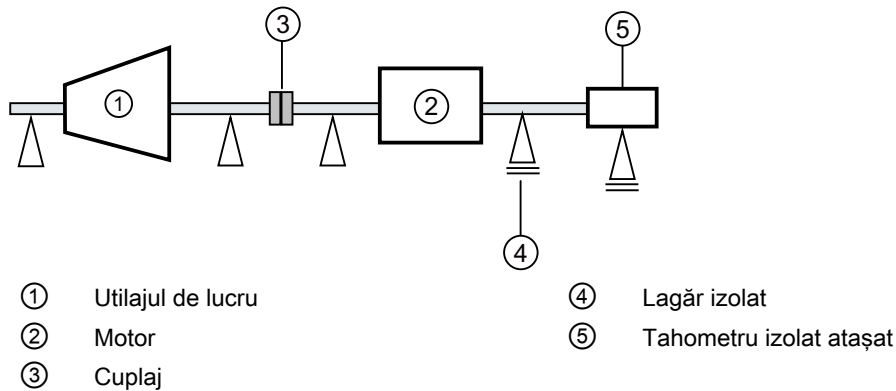 ③
⑤
①
②
④
① Utilajul de lucru
② Motor
③ Cuplaj
④ Lagăr izolat
⑤ Tahometru izolat atașat